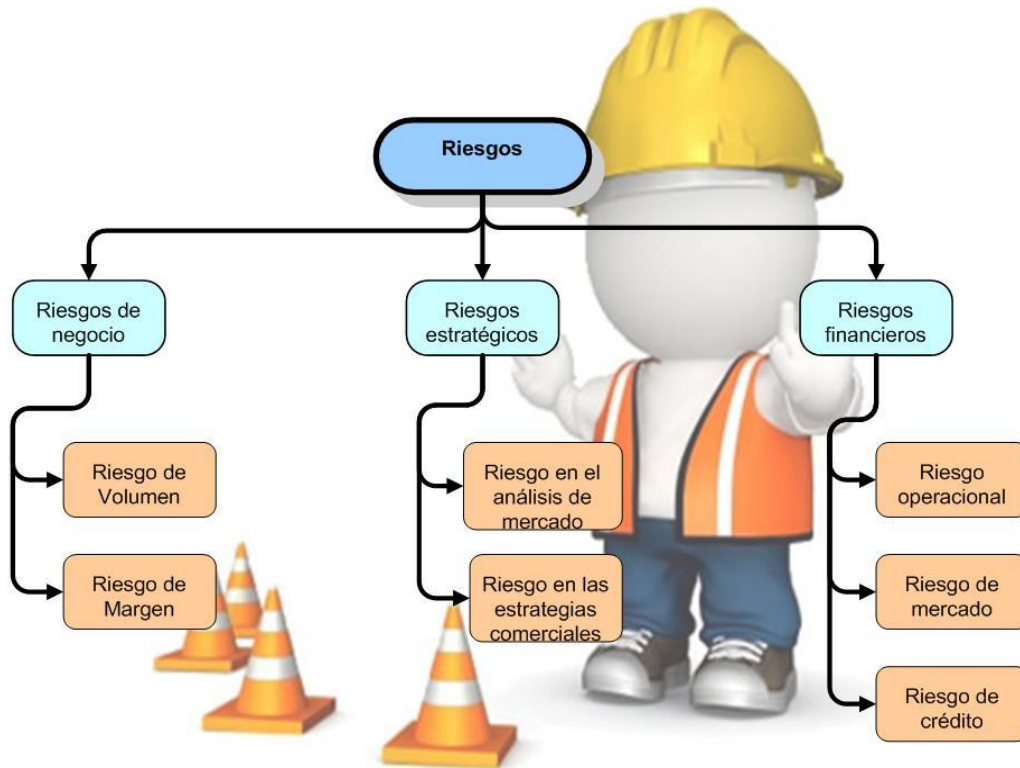 Riesgos
Riesgos de
negocio
Riesgos
estratégicos
Riesgos
financieros
Riesgo de
Volumen
Riesgo de
Margen
Riesgo en el
análisis de
mercado
Riesgo en las
estrategias
comerciales
Riesgo
operacional
Riesgo de
mercado
Riesgo de
crédito